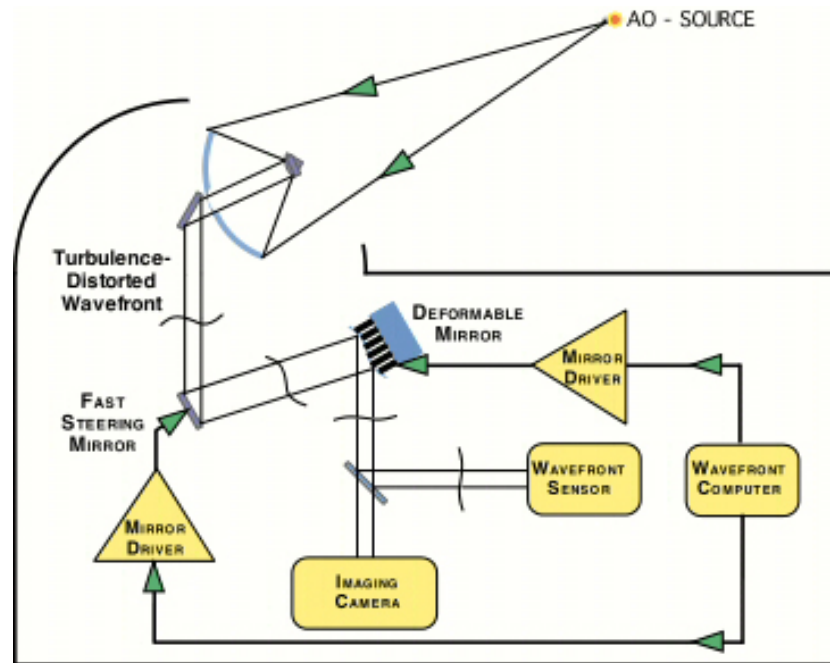 AO - SOURCE
Turbulence-
Distorted
Wavefront
DEFORMABLE
MIRROR
MIRROR
DRIVER
FAST
STEERING
MIRROR
WAVEFRONT
SENSOR
WAVEFRONT
COMPUTER
MIRROR
DRIVER
IMAGING
CAMERA